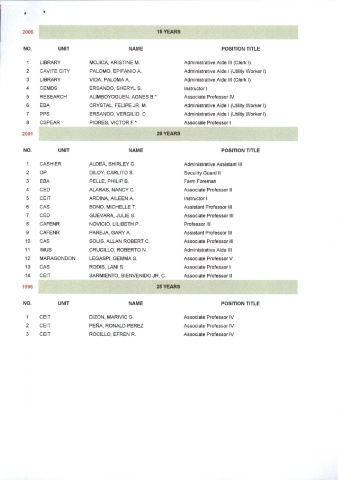 2006 15 YEARS
NO. UNIT NAME POSITION TITLE
1 LIBRARY MOJICA, KRISTINE M. Administrative Aide III (Clerk I)
2 CAVITE CITY PALOMO, EPIFANIO A. Administrative Aide I (Utility Worker I)
3 LIBRARY VIDA, PALOMA A. Administrative Aide III (Clerk I)
4 CEMDS ERSANDO, SHERYL S. Instructor I
5 RESEARCH ALIMBOYOGUEN, AGNES B.* Associate Professor IV
6 EBA CRYSTAL, FELIPE JR. M. Administrative Aide I (Utility Worker I)
7 PPS ERSANDO, VERGILIO C. Administrative Aide I (Utility Worker I)
8 CSPEAR PIORES, VICTOR F.* Associate Professor I
2001 20 YEARS
NO. UNIT NAME POSITION TITLE
1 CASHIER ALDEA, SHIRLEY G. Administrative Assistant III
2 OP DILOY, CARLITO S. Security Guard II
3 EBA PELLE, PHILIP B. Farm Foreman
4 CED ALARAS, NANCY C. Associate Professor II
5 CEIT ARDINA, AILEEN A. Instructor I
6 CAS BONO, MICHELLE T. Assistant Professor III
7 CED GUEVARA, JULIE S. Associate Professor III
8 CAFENR NOVICIO, LILIBETH P. Professor III
9 CAFENR PAREJA, GARY A. Assistant Professor III
10 CAS SOLIS, ALLAN ROBERT C. Associate Professor III
11 IMUS CRUCILLO, ROBERTO N. Administrative Aide III
12 MARAGONDON LEGASPI, GEMMA S. Associate Professor V
13 CAS RODIS, LANI S. Associate Professor I
14 CEIT SARMIENTO, BIENVENIDO JR. C. Associate Professor II
1996 25 YEARS
NO. UNIT NAME POSITION TITLE
1 CEIT DIZON, MARIVIC G. Associate Professor IV
2 CEIT PEÑA, RONALD PEREZ Associate Professor IV
3 CEIT ROCILLO, EFREN R. Associate Professor IV